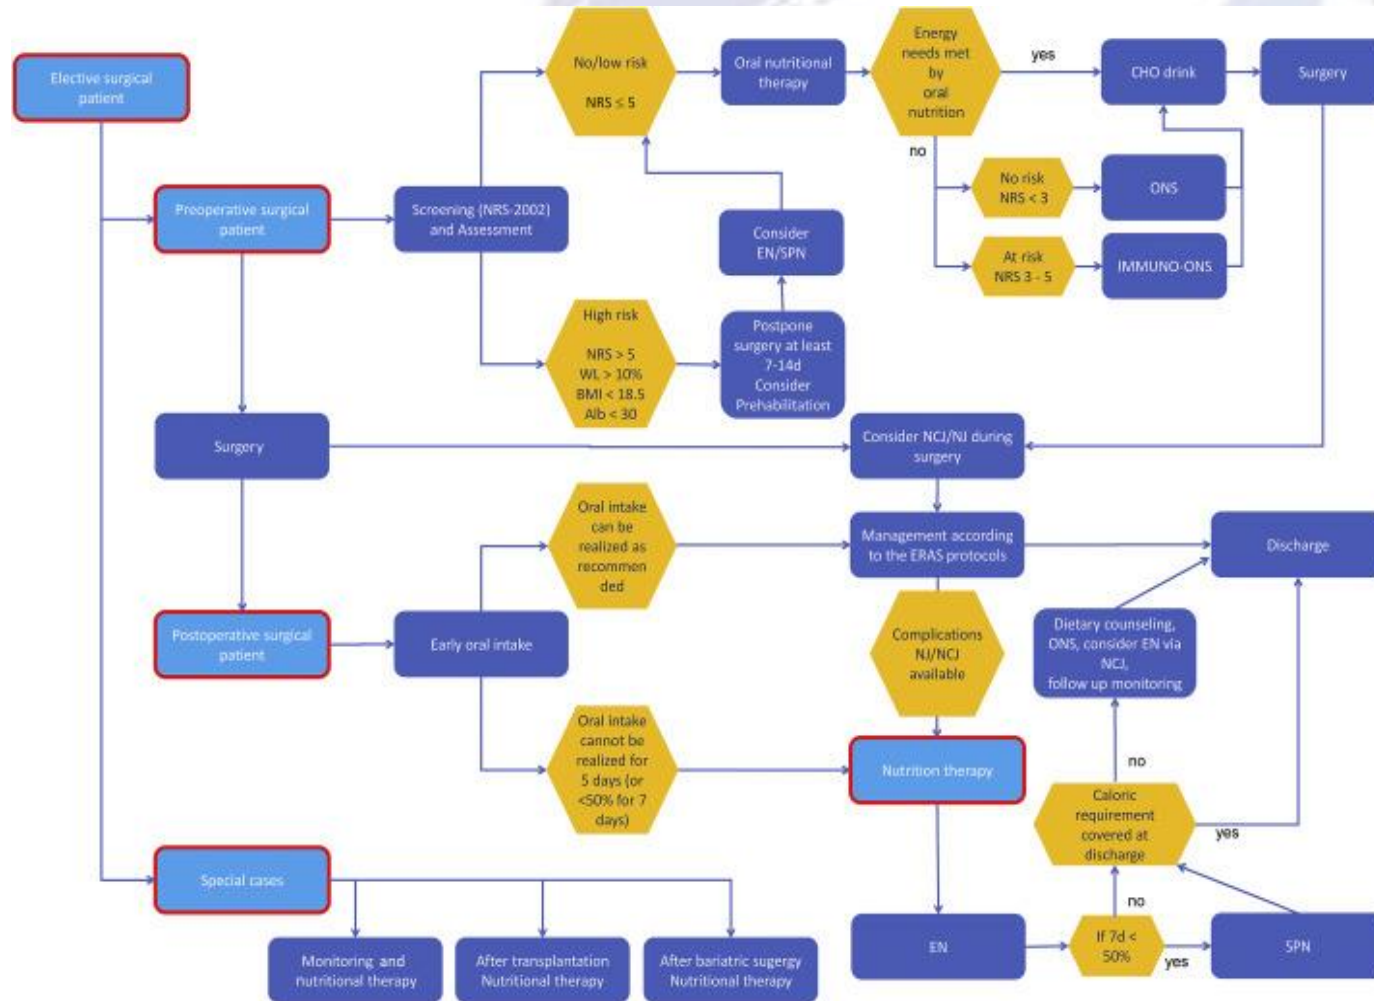 Elective surgical
patient
No/low risk
NRS ≤ 5
Oral nutritional
therapy
Energy
needs met
by
oral
nutrition
yes
CHO drink
Surgery
no
No risk
NRS < 3
ONS
At risk
NRS 3 - 5
IMMUNO-ONS
Preoperative surgical
patient
Screening (NRS-2002)
and Assessment
Consider
EN/SPN
High risk
NRS > 5
WL > 10%
BMI < 18.5
Alb < 30
Postpone
surgery at least
7-14d
Consider
Prehabilitation
Surgery
Consider NCJ/NJ during
surgery
Oral intake
can be
realized as
recommen
ded
Management according
to the ERAS protocols
Discharge
Postoperative surgical
patient
Early oral intake
Complications
NJ/NCJ
available
Dietary counseling,
ONS, consider EN via
NCJ,
follow up monitoring
Oral intake
cannot be
realized for
5 days (or
<50% for 7
days)
Nutrition therapy
no
Caloric
requirement
covered at
discharge
yes
Special cases
no
EN
If 7d <
50%
yes
SPN
Monitoring and
nutritional therapy
After transplantation
Nutritional therapy
After bariatric sugergy
Nutritional therapy